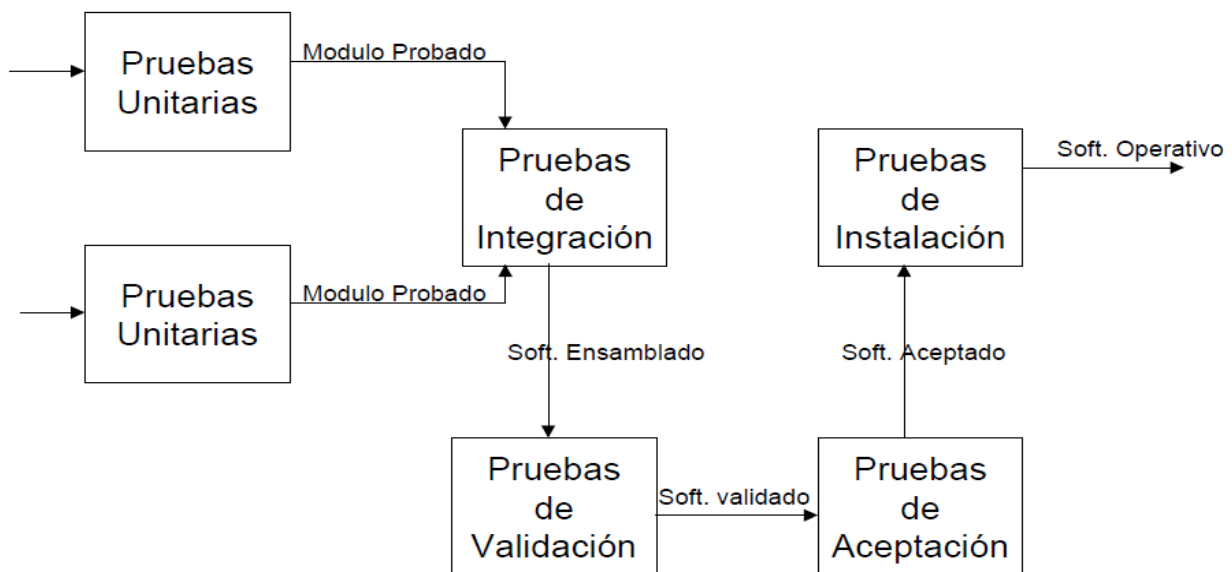 Pruebas
Unitarias
Modulo Probado
Pruebas
de
Integración
Pruebas
Unitarias
Modulo Probado
Soft. Ensamblado
Pruebas
de
Validación
Soft. validado
Pruebas
de
Aceptación
Soft. Aceptado
Pruebas
de
Instalación
Soft. Operativo